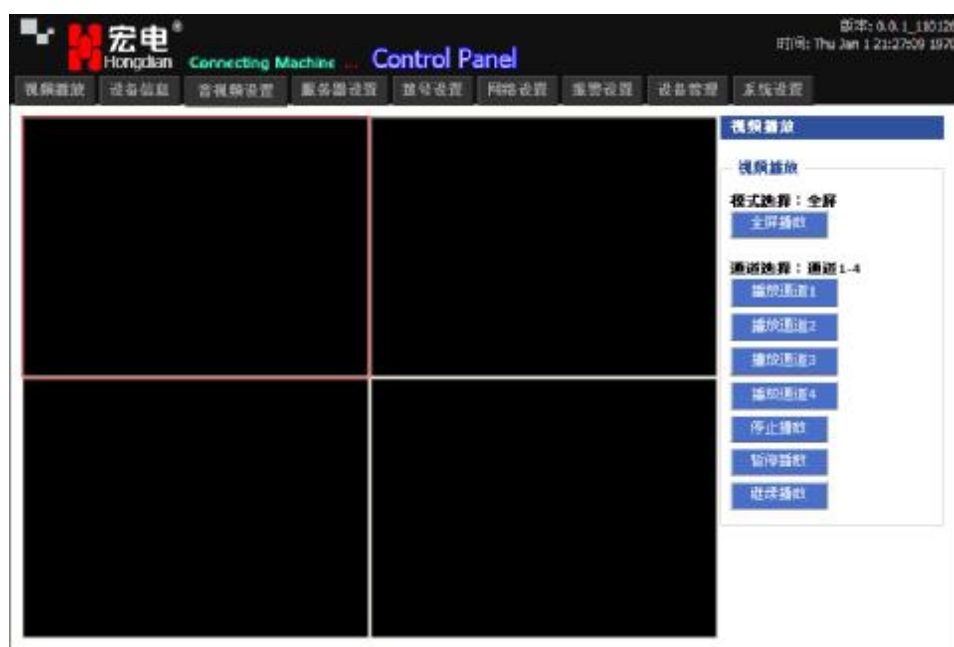 宏电®
Hongdian
Connecting Machine ...
Control Panel
版本: 0.0.1_110126
时间: Thu Jan 1 21:27:09 1970
视频播放 设备信息 音视频设置 服务器设置 拨号设置 网络设置 报警设置 设备管理 系统设置
视频播放
视频播放
模式选择：全屏
全屏播放
通道选择：通道1-4
播放通道1
播放通道2
播放通道3
播放通道4
停止播放
暂停播放
继续播放